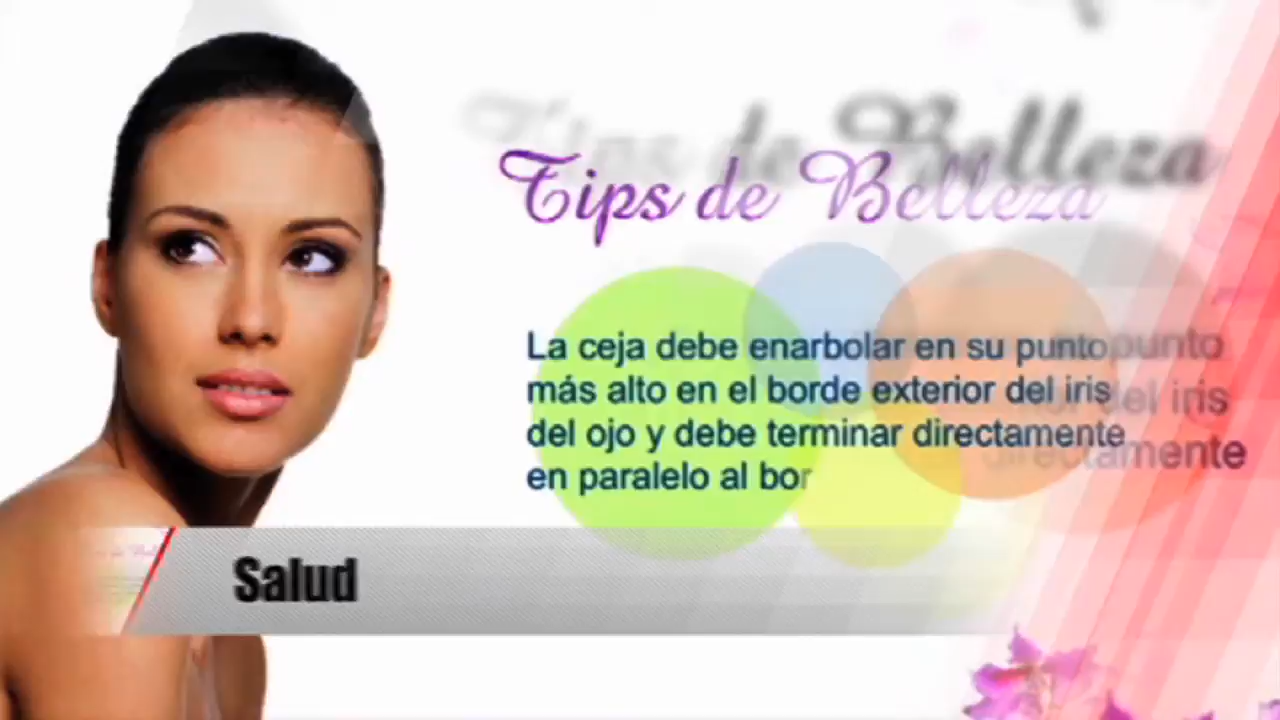 Tips de Belleza
La ceja debe enarbolar en su punto
más alto en el borde exterior del iris
del ojo y debe terminar directamente
en paralelo al bor
Salud